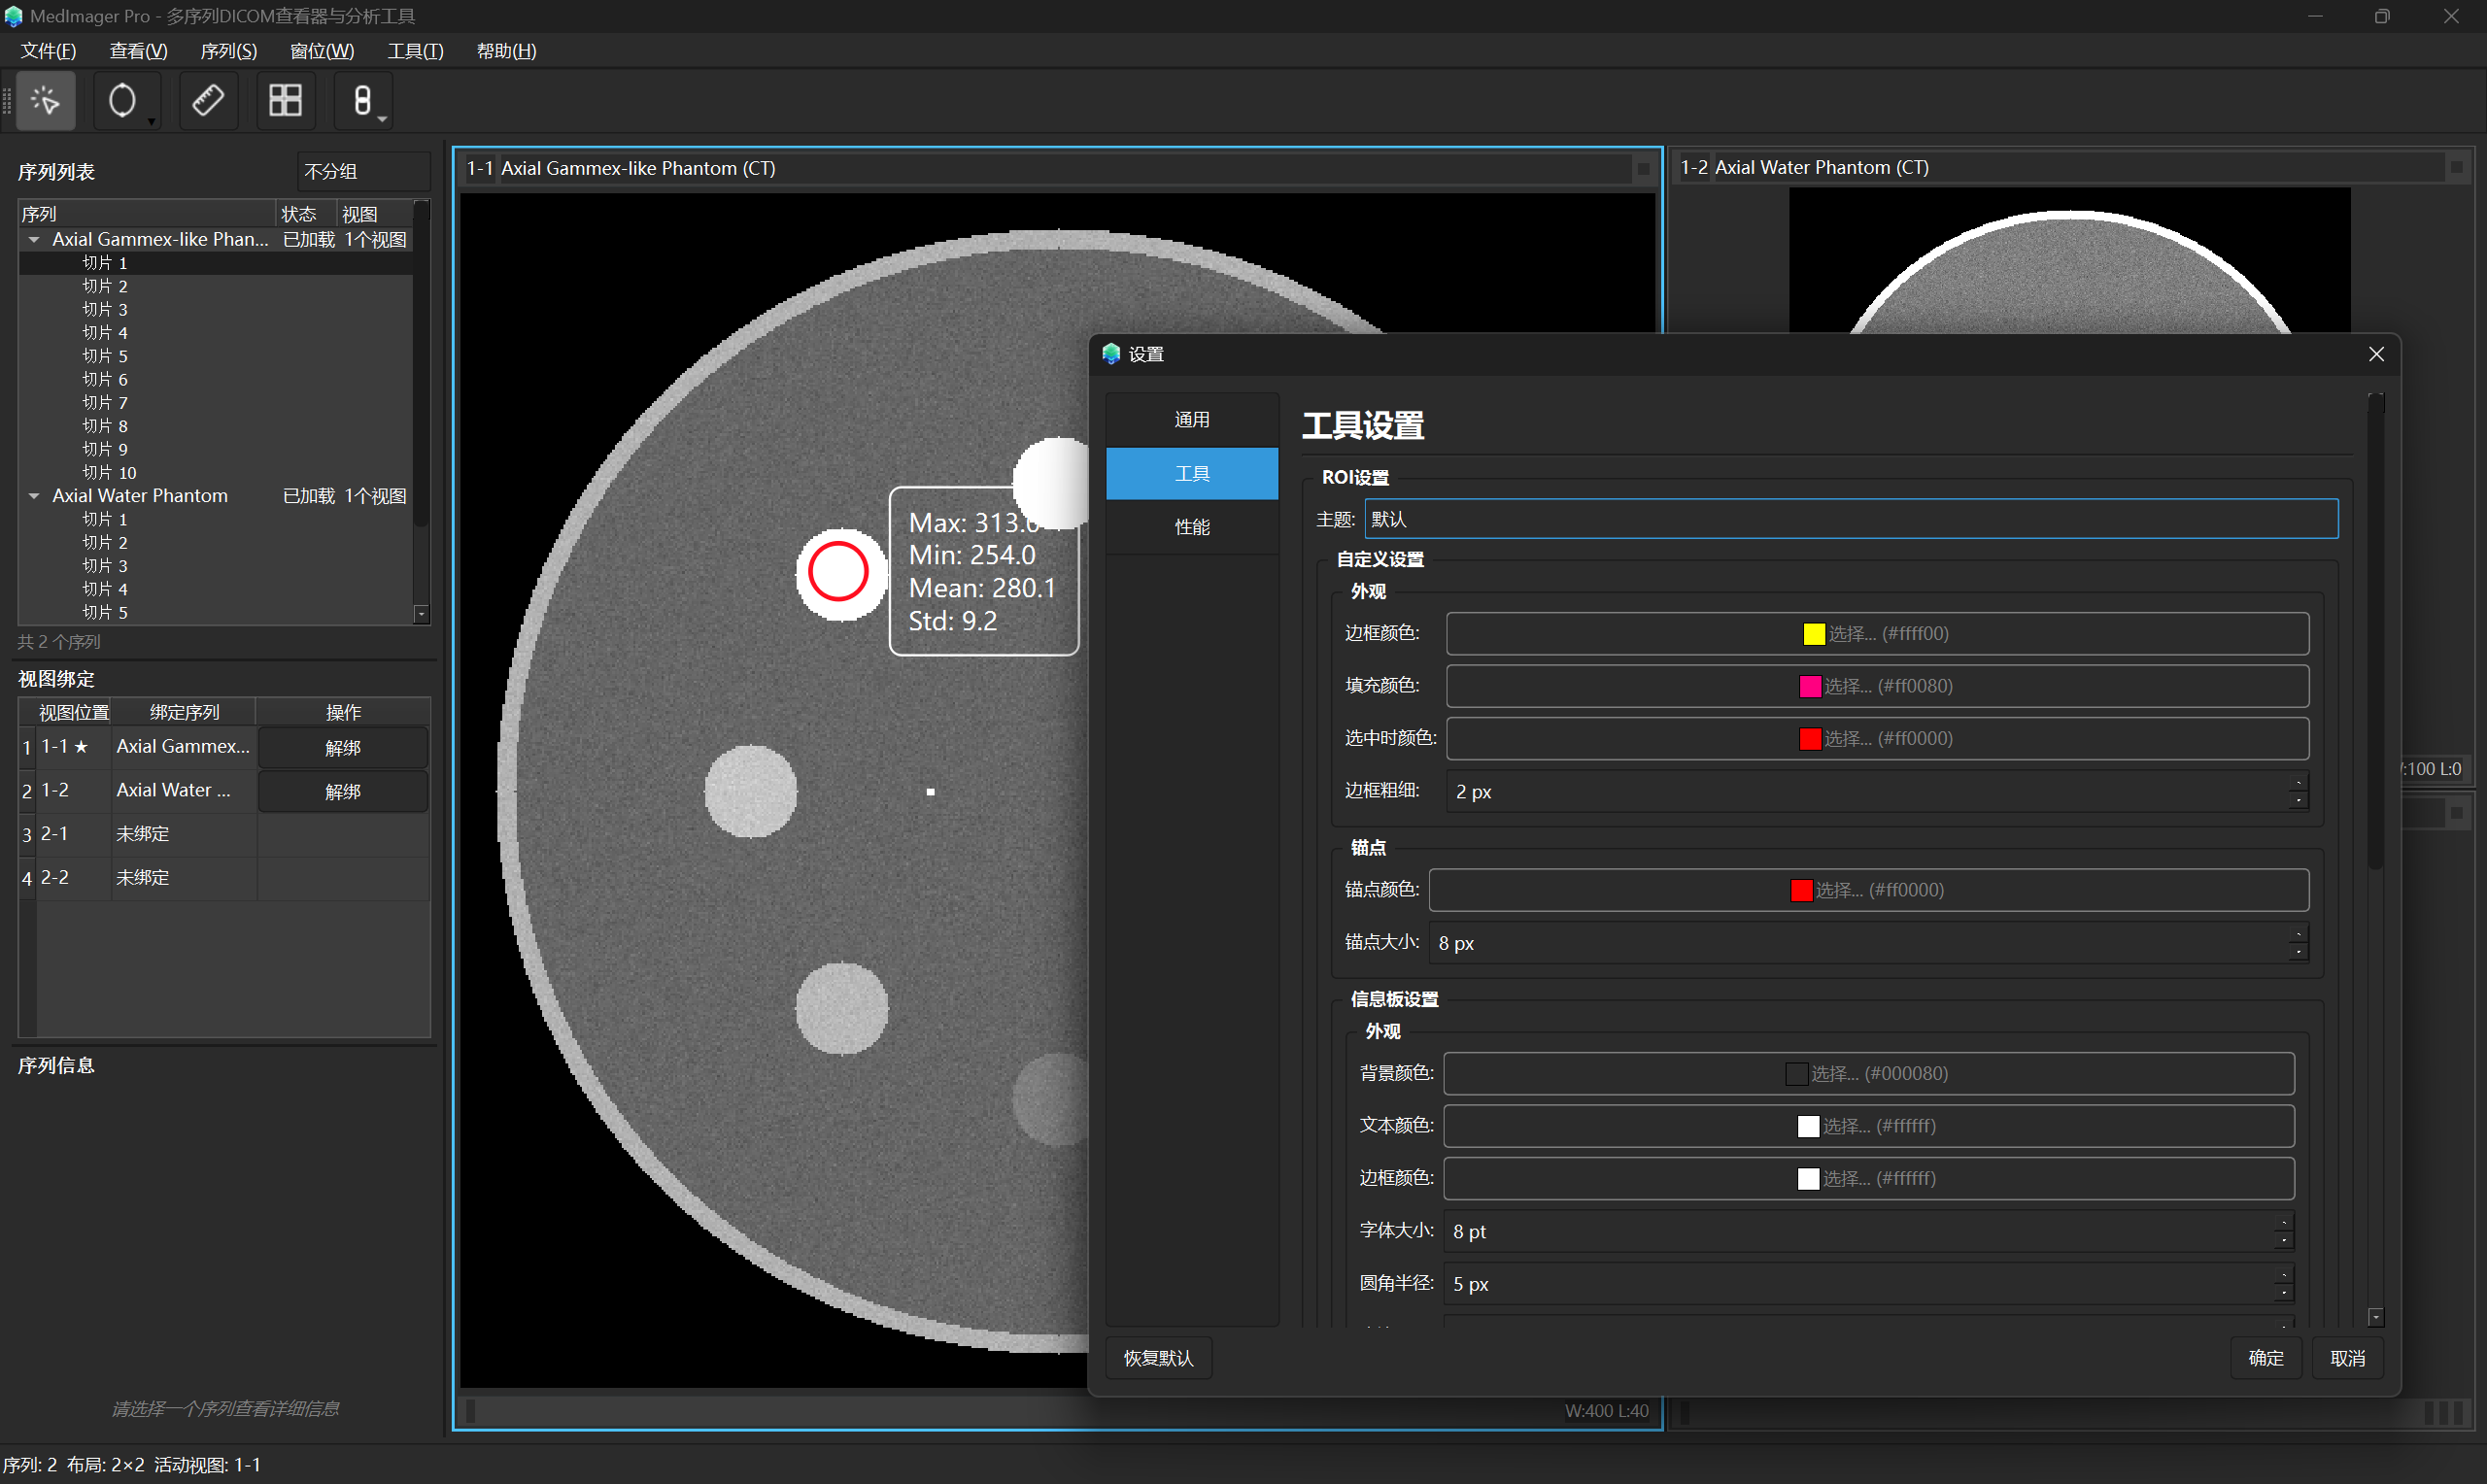 MedImager Pro - 多序列DICOM查看器与分析工具
文件(F) 查看(V) 序列(S) 窗位(W) 工具(T) 帮助(H)
序列列表 不分组
序列 状态 视图
Axial Gammex-like Phan... 已加载 1个视图
切片 1
切片 2
切片 3
切片 4
切片 5
切片 6
切片 7
切片 8
切片 9
切片 10
Axial Water Phantom 已加载 1个视图
切片 1
切片 2
切片 3
切片 4
切片 5
共 2 个序列
视图绑定
视图位置 绑定序列 操作
1 1-1 ★ Axial Gammex... 解绑
2 1-2 Axial Water ... 解绑
3 2-1 未绑定
4 2-2 未绑定
序列信息
请选择一个序列查看详细信息
1-1 Axial Gammex-like Phantom (CT)
Max: 313.0
Min: 254.0
Mean: 280.1
Std: 9.2
W:400 L:40
1-2 Axial Water Phantom (CT)
:100 L:0
设置
通用
工具
性能
工具设置
ROI设置
主题: 默认
自定义设置
外观
边框颜色: 选择... (#ffff00)
填充颜色: 选择... (#ff0080)
选中时颜色: 选择... (#ff0000)
边框粗细: 2 px
锚点
锚点颜色: 选择... (#ff0000)
锚点大小: 8 px
信息板设置
外观
背景颜色: 选择... (#000080)
文本颜色: 选择... (#ffffff)
边框颜色: 选择... (#ffffff)
字体大小: 8 pt
圆角半径: 5 px
恢复默认 确定 取消
序列: 2 布局: 2×2 活动视图: 1-1